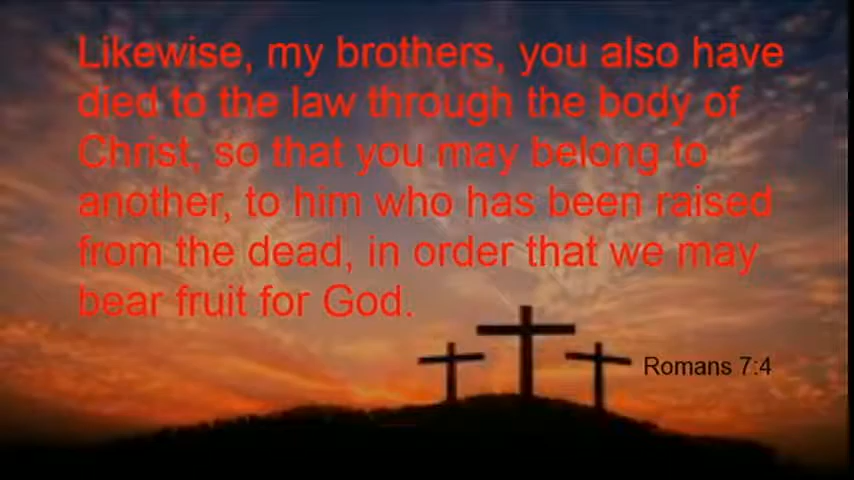 Likewise, my brothers, you also have
died to the law through the body of
Christ, so that you may belong to
another, to him who has been raised
from the dead, in order that we may
bear fruit for God.
Romans 7:4